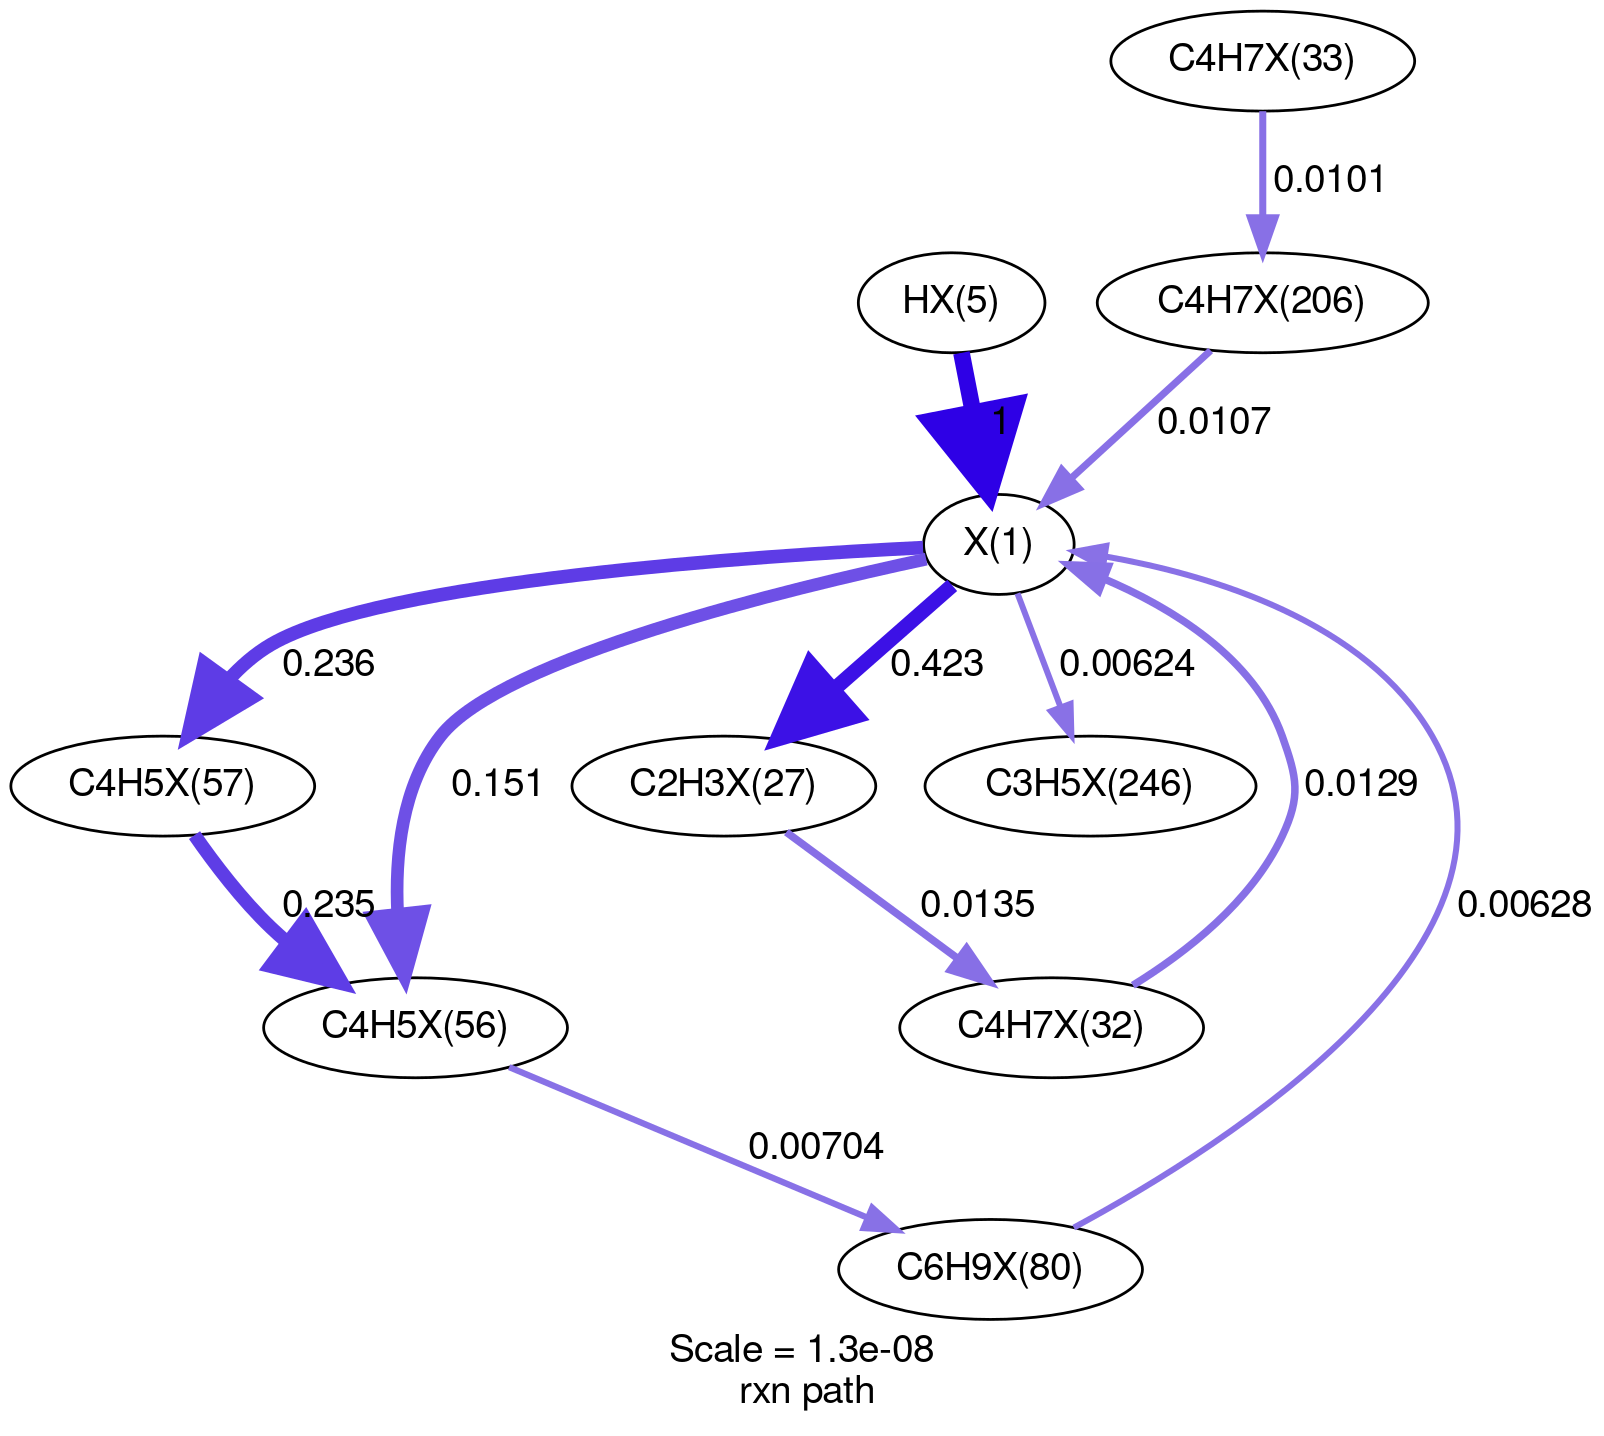 C4H7X(33)
0.0101
HX(5)
C4H7X(206)
1
0.0107
X(1)
0.236
0.151
0.423
0.00624
C4H5X(57)
C2H3X(27)
C3H5X(246)
0.0129
0.235
0.0135
0.00628
C4H5X(56)
C4H7X(32)
0.00704
C6H9X(80)
Scale = 1.3e-08
rxn path